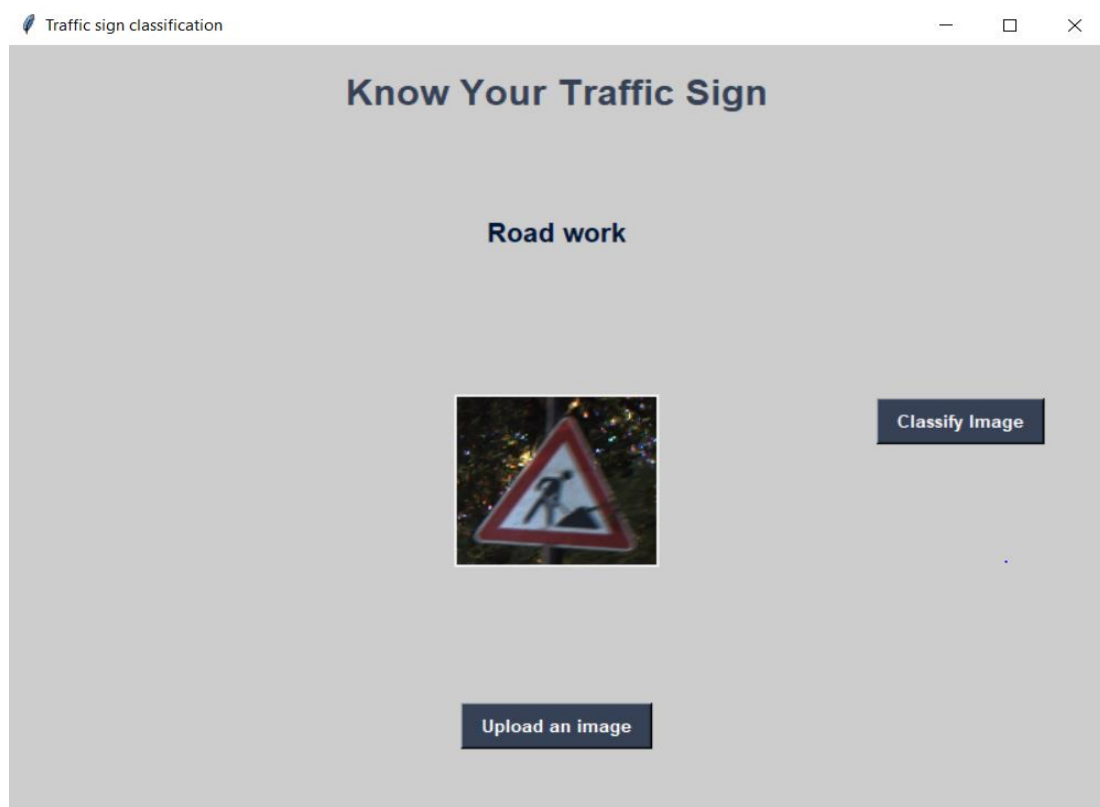 Traffic sign classification
Know Your Traffic Sign
Road work
Classify Image
Upload an image